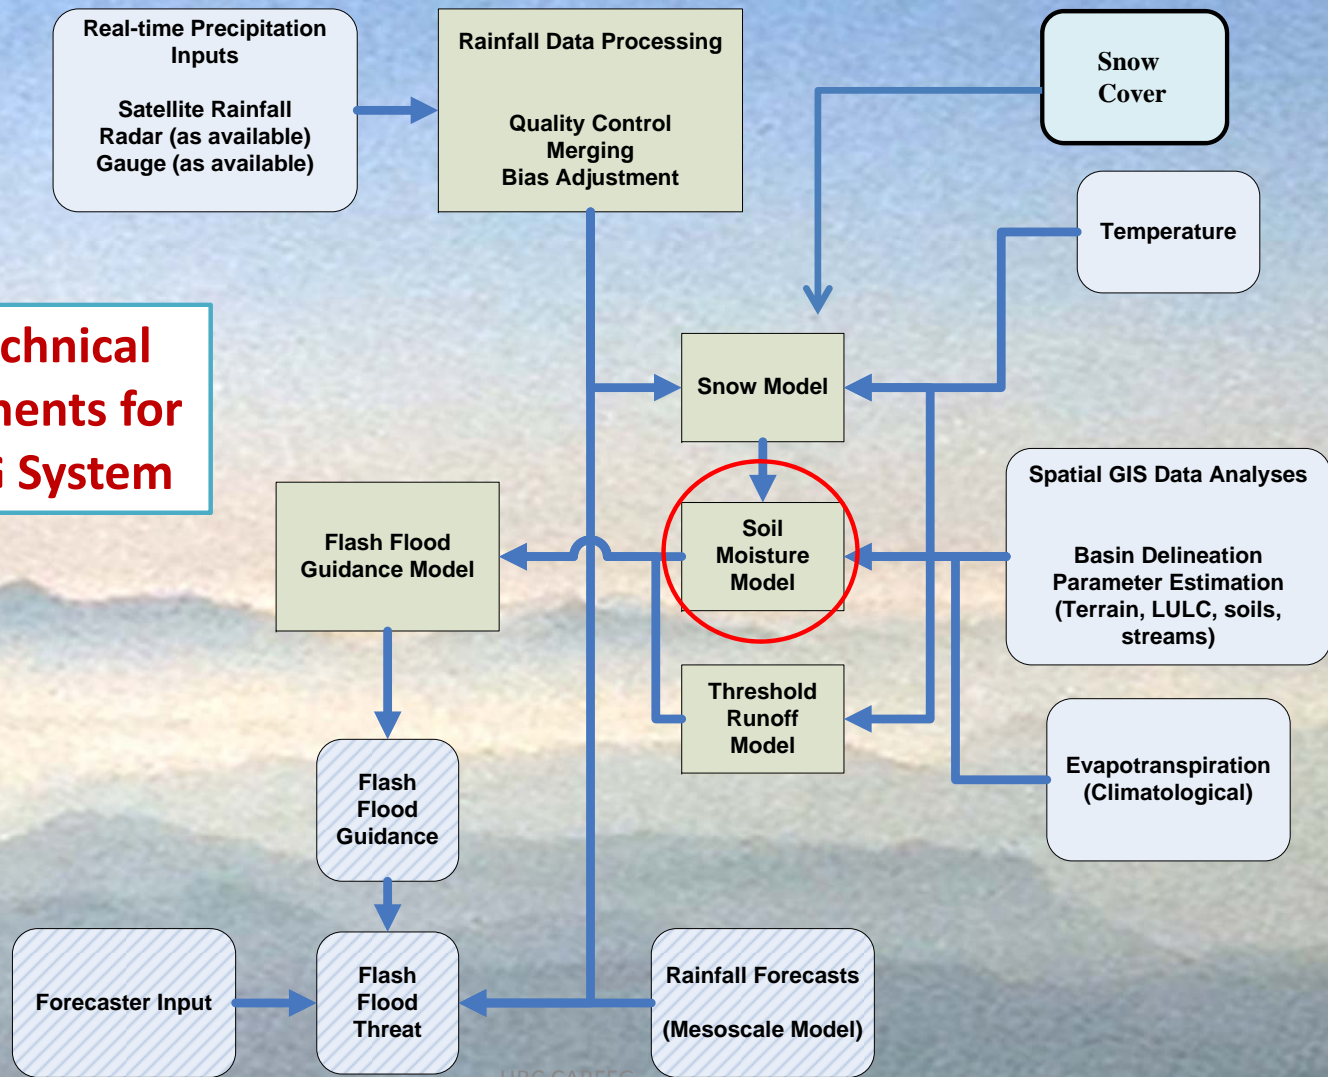 Real-time Precipitation
Inputs
Satellite Rainfall
Radar (as available)
Gauge (as available)
Rainfall Data Processing
Quality Control
Merging
Bias Adjustment
Snow
Cover
Temperature
Snow Model
Spatial GIS Data Analyses
Basin Delineation
Parameter Estimation
(Terrain, LULC, soils,
streams)
Soil
Moisture
Model
Flash Flood
Guidance Model
Threshold
Runoff
Model
Evapotranspiration
(Climatological)
Flash
Flood
Guidance
Forecaster Input
Flash
Flood
Threat
Rainfall Forecasts
(Mesoscale Model)
for
System